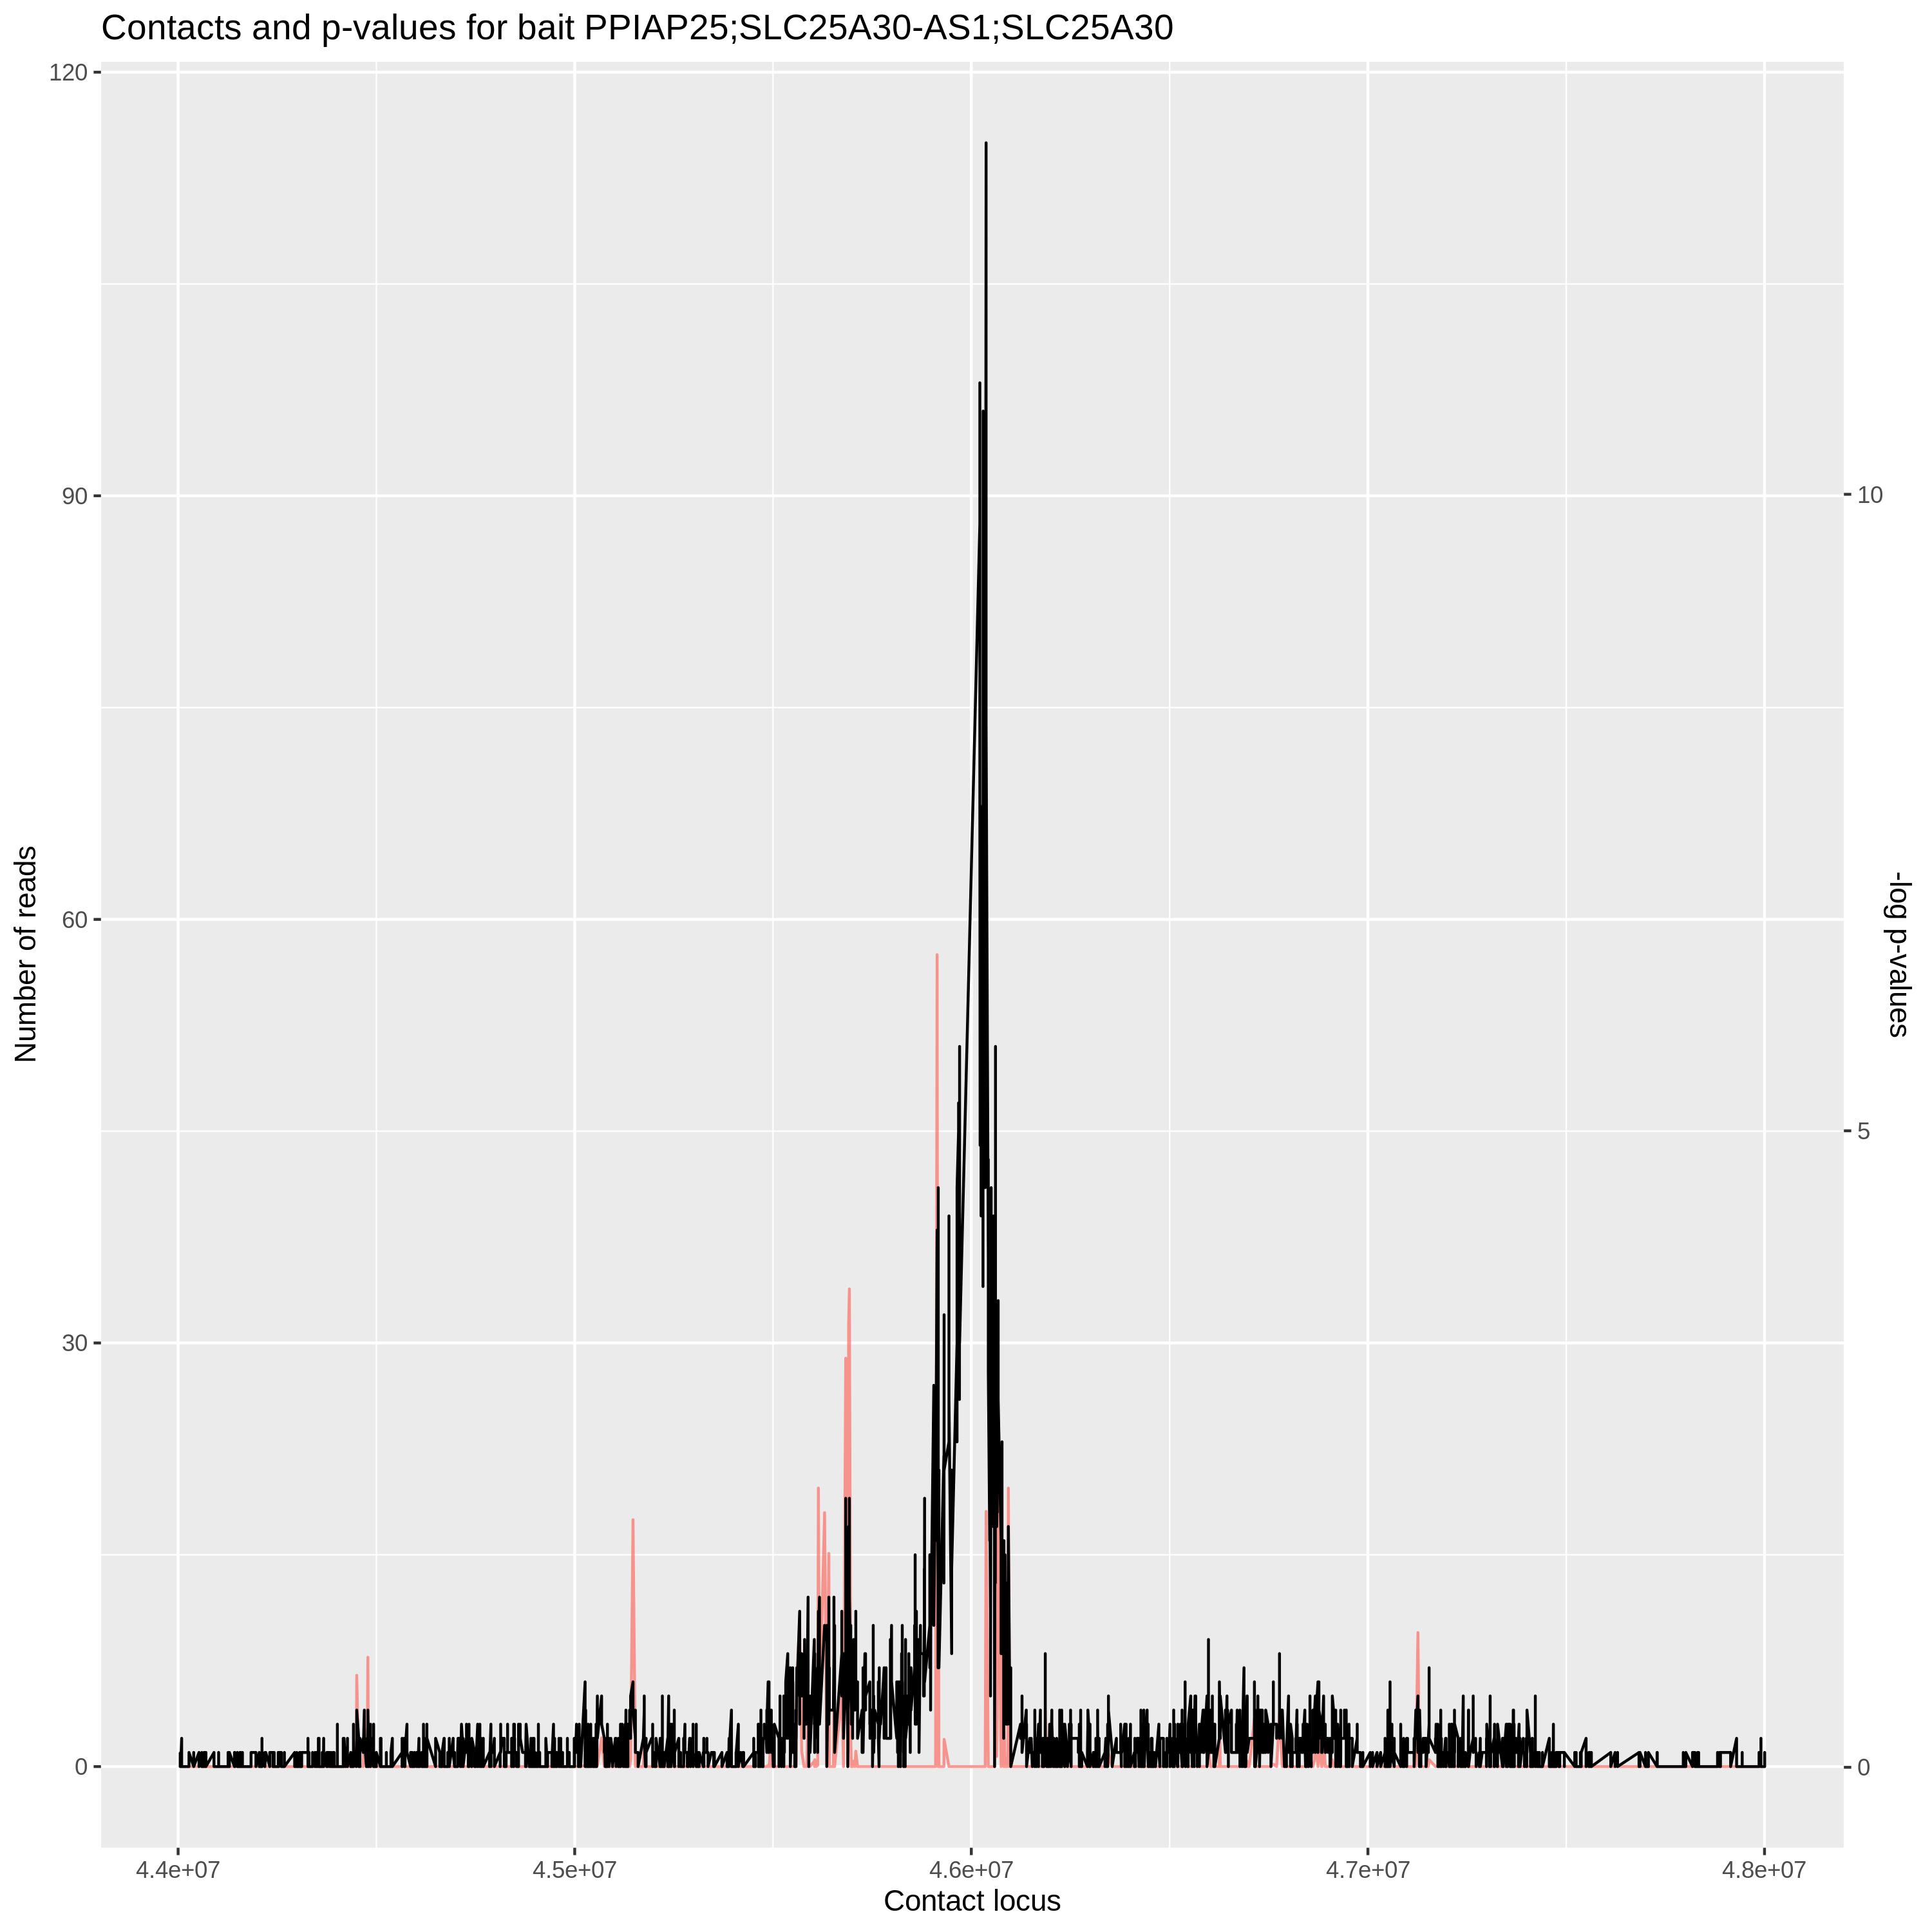 Contacts and p-values for bait PPIAP25;SLC25A30-AS1;SLC25A30
120
90
60
30
0
Number of reads
10
5
0
-log p-values
4.4e+07
4.5e+07
4.6e+07
4.7e+07
4.8e+07
Contact locus